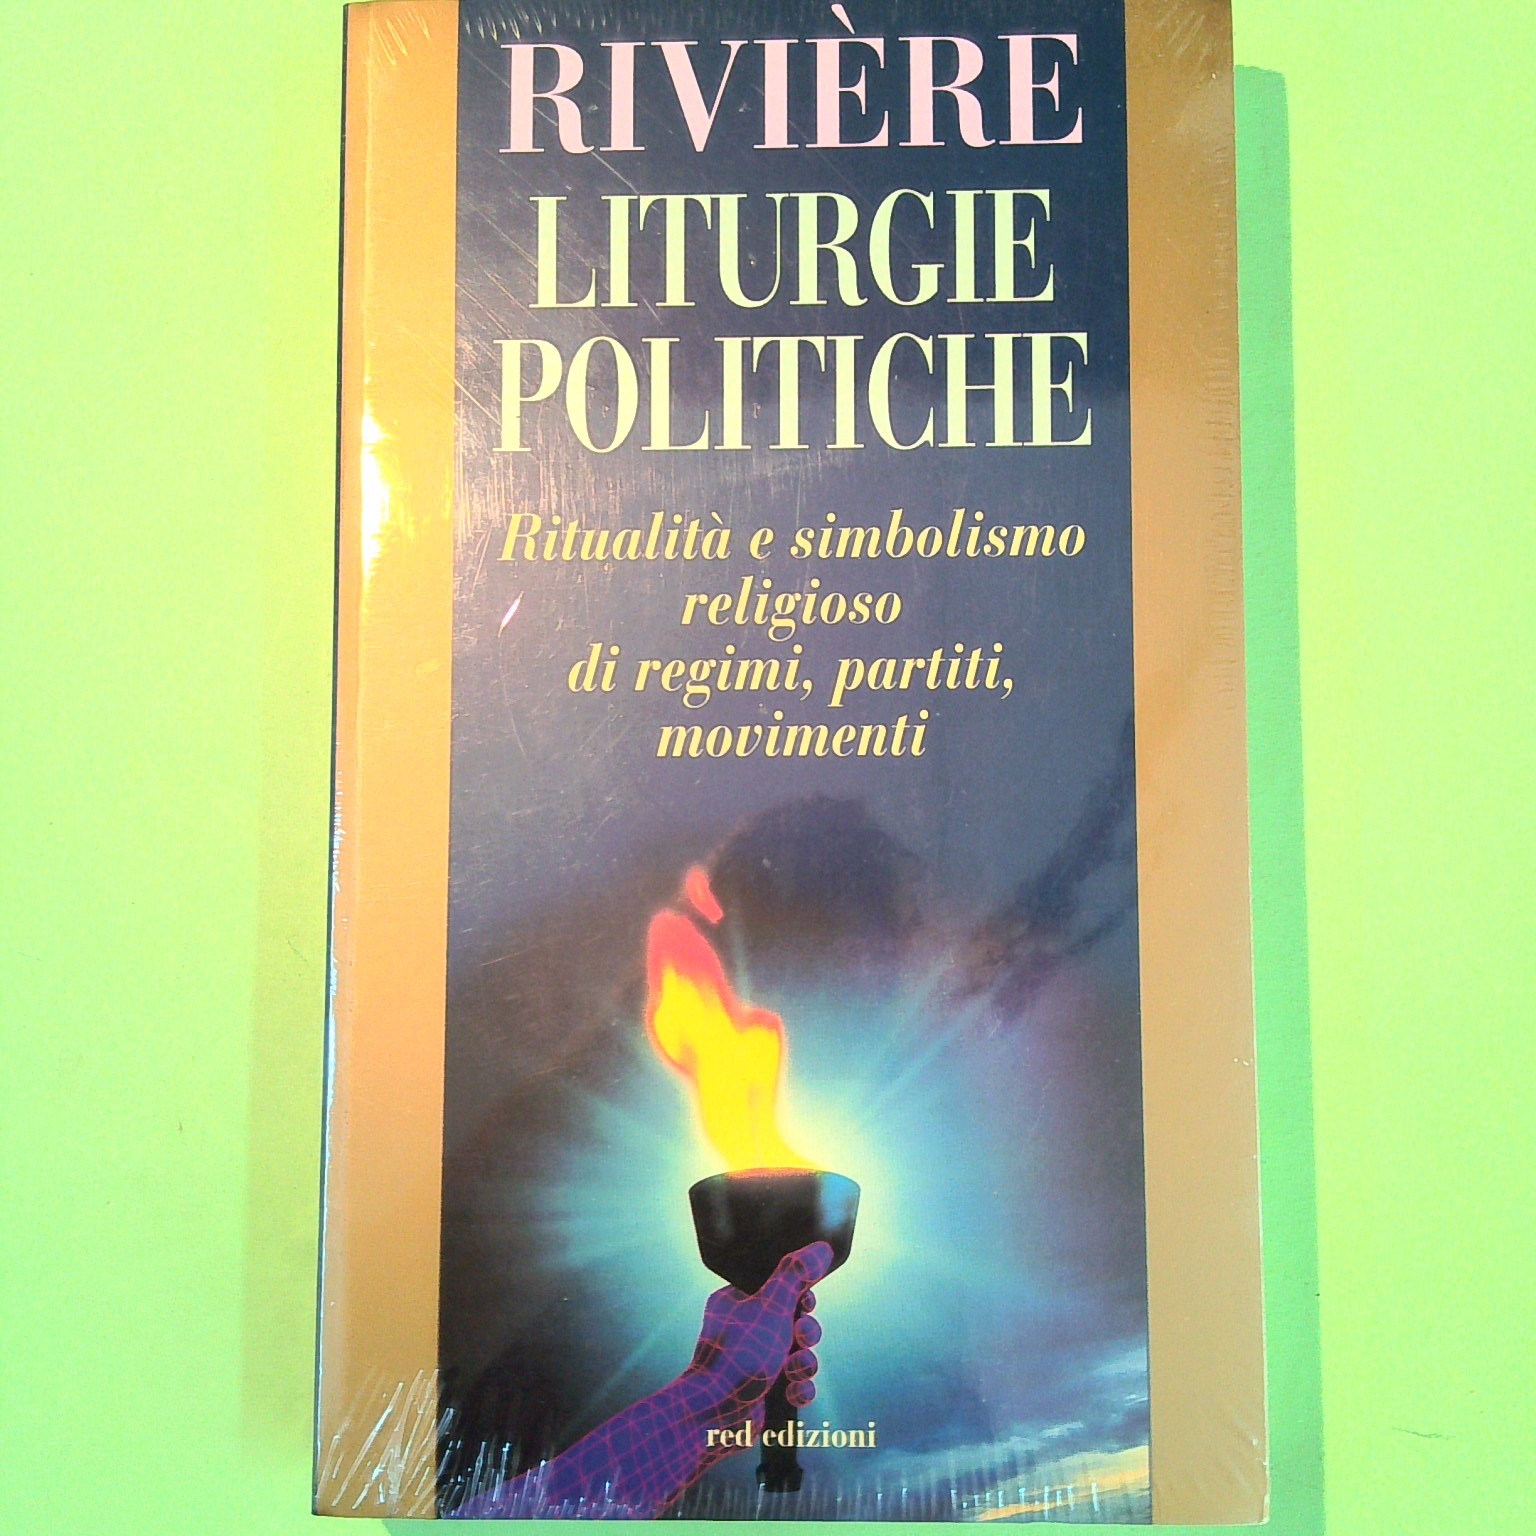 RIVIÈRE
LITURGIE
POLITICHE
Ritualità e simbolismo
religioso
di regimi, partiti,
movimenti
red edizioni